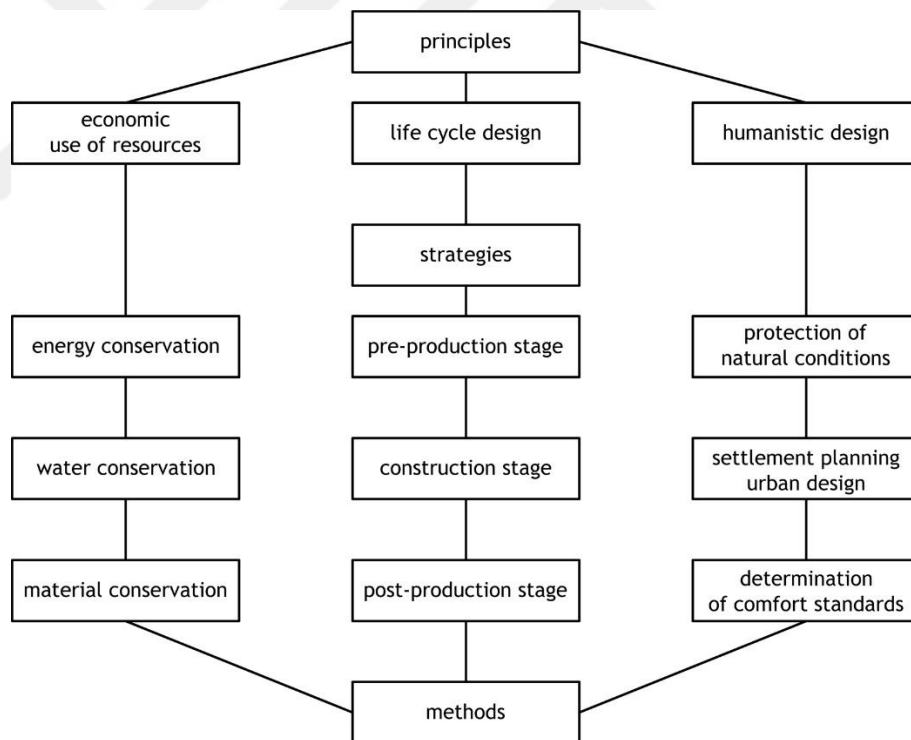 principles
economic
use of resources
life cycle design
humanistic design
strategies
energy conservation
pre-production stage
protection of
natural conditions
water conservation
construction stage
settlement planning
urban design
material conservation
post-production stage
determination
of comfort standards
methods